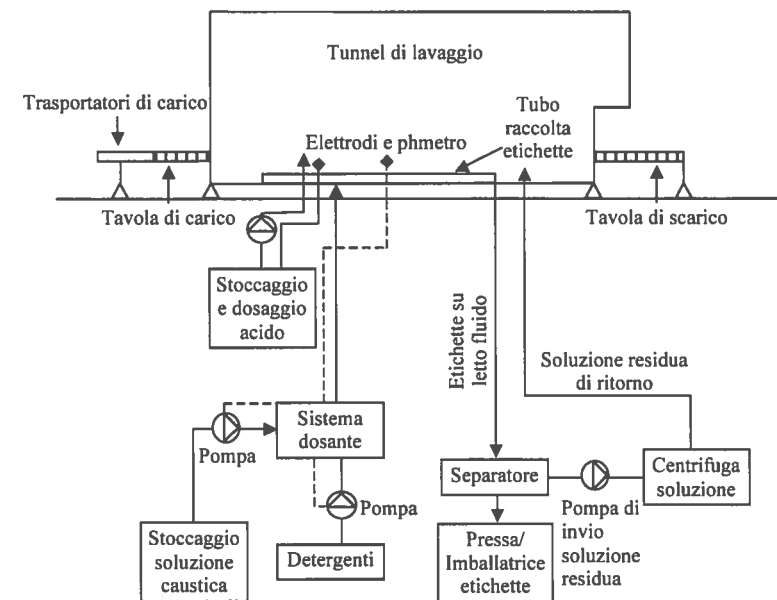 Tunnel di lavaggio
Trasportatori di carico
Tubo
raccolta
etichette
Elettrodi e phmetro
Tavola di carico
Tavola di scarico
Stoccaggio
e dosaggio
acido
Etichette su
letto fluido
Soluzione residua
di ritorno
Sistema
dosante
Pompa
Separatore
Centrifuga
soluzione
Pompa
Pompa di
invio
soluzione
residua
Stoccaggio
soluzione
caustica
Detergenti
Pressa/
Imballatrice
etichette